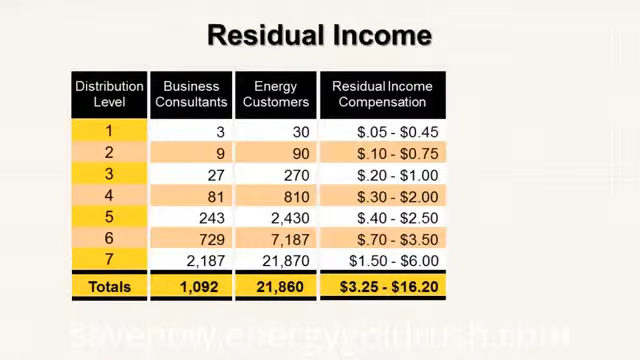 Residual Income
Distribution Level Business Consultants Energy Customers Residual Income Compensation
1 3 30 $.05 - $0.45
2 9 90 $.10 - $0.75
3 27 270 $.20 - $1.00
4 81 810 $.30 - $2.00
5 243 2,430 $.40 - $2.50
6 729 7,187 $.70 - $3.50
7 2,187 21,870 $1.50 - $6.00
Totals 1,092 21,860 $3.25 - $16.20
savenow.energygoldrush.com